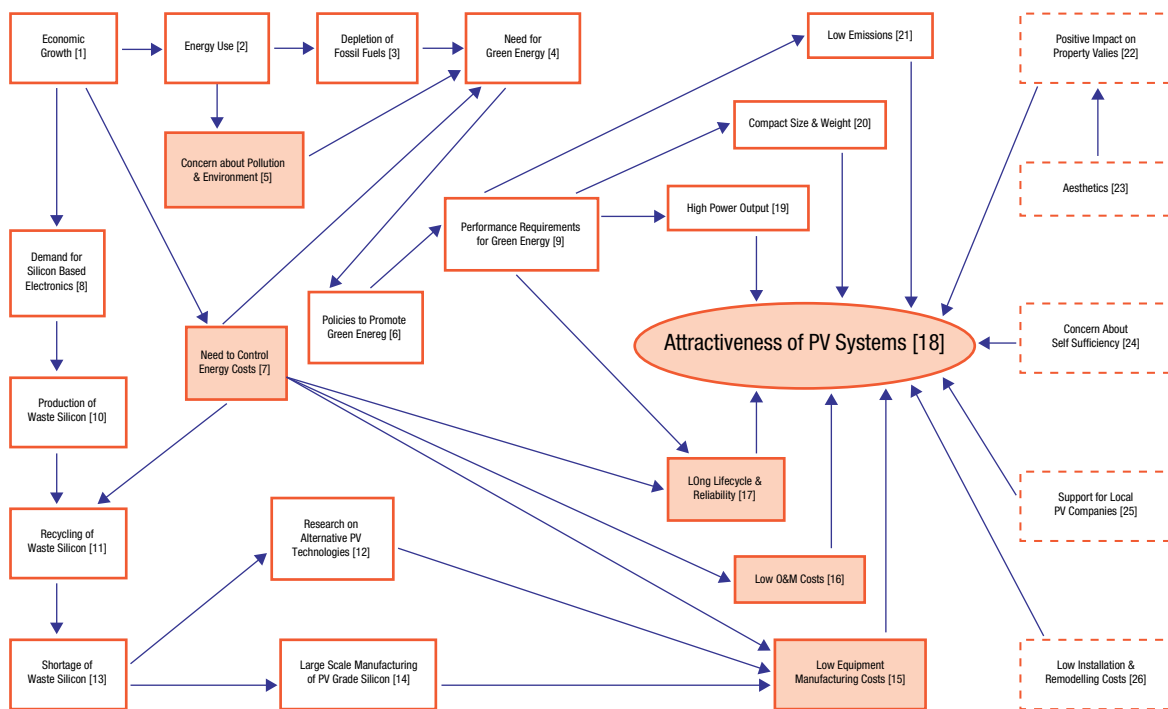 Economic
Growth [1]
Energy Use [2]
Depletion of
Fossil Fuels [3]
Need for
Green Energy [4]
Low Emissions [21]
Positive Impact on
Property Valies [22]
Compact Size & Weight [20]
Concern about Pollution
& Environment [5]
Aesthetics [23]
High Power Output [19]
Performance Requirements
for Green Energy [9]
Demand for
Silicon Based
Electronics [8]
Policies to Promote
Green Energ [6]
Need to Control
Energy Costs [7]
Attractiveness of PV Systems [18]
Concern About
Self Sufficiency [24]
Production of
Waste Silicon [10]
LOng Lifecycle &
Reliability [17]
Support for Local
PV Companies [25]
Recycling of
Waste Silicon [11]
Research on
Alternative PV
Technologies [12]
Low O&M Costs [16]
Shortage of
Waste Silicon [13]
Large Scale Manufacturing
of PV Grade Silicon [14]
Low Equipment
Manufacturing Costs [15]
Low Installation &
Remodelling Costs [26]